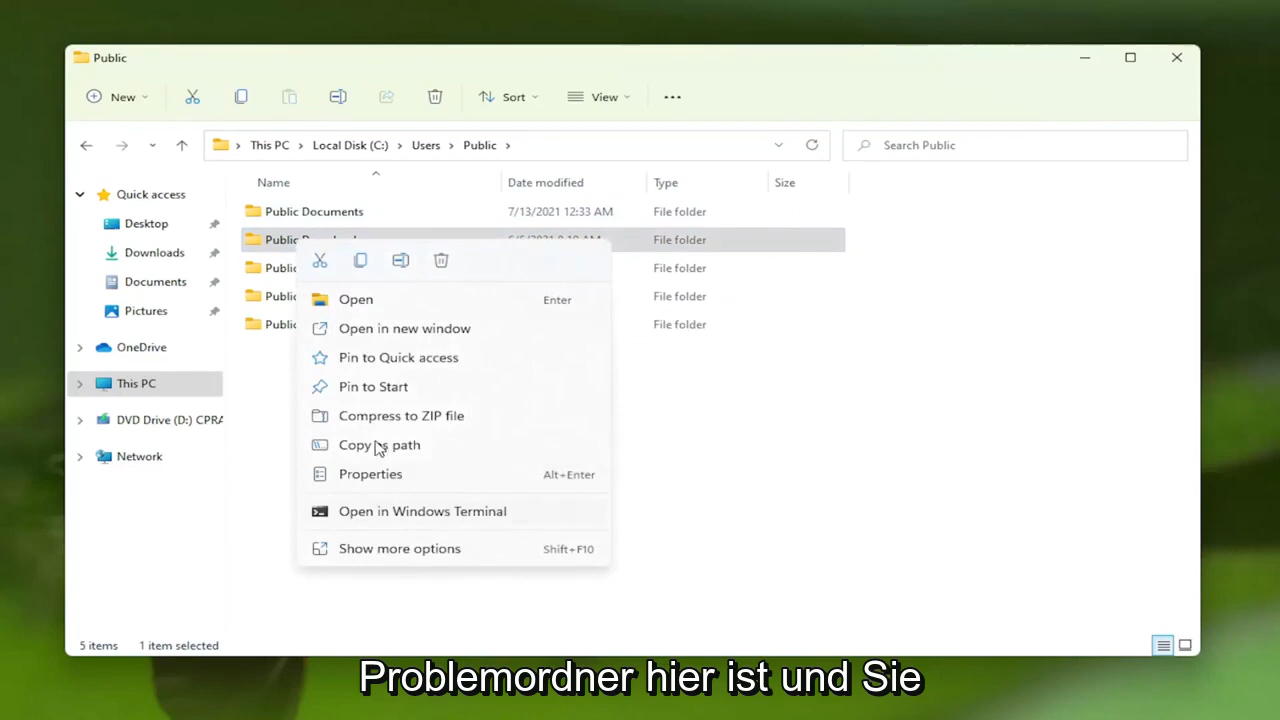 Public
New
Sort
View
This PC
Local Disk (C:)
Users
Public
Search Public
Name
Date modified
Type
Size
Quick access
Desktop
Downloads
Documents
Pictures
OneDrive
This PC
DVD Drive (D:) CPRA
Network
Public Documents 7/13/2021 12:33 AM File folder
Public File folder
Public File folder
Public File folder
Public File folder
Open Enter
Open in new window
Pin to Quick access
Pin to Start
Compress to ZIP file
Copy as path
Properties Alt+Enter
Open in Windows Terminal
Show more options Shift+F10
5 items 1 item selected
Problemordner hier ist und Sie